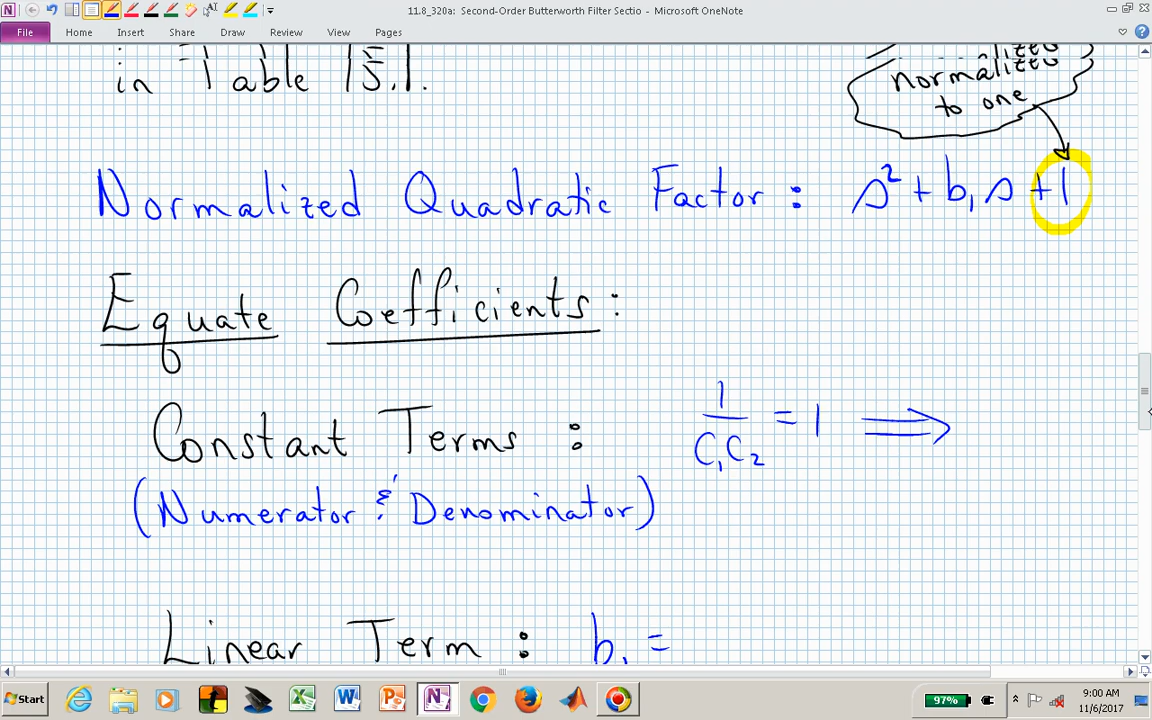 11.8_320a: Second-Order Butterworth Filter Sectio - Microsoft OneNote
File Home Insert Share Draw Review View Pages
in Table 15.1.
normalized
to one
Normalized Quadratic Factor : s² + b₁ s + 1
Equate Coefficients :
Constant Terms : 1/(C₁C₂) = 1 ⟹
(Numerator & Denominator)
Linear Term : b₁ =
Start 97% 9:00 AM
11/6/2017